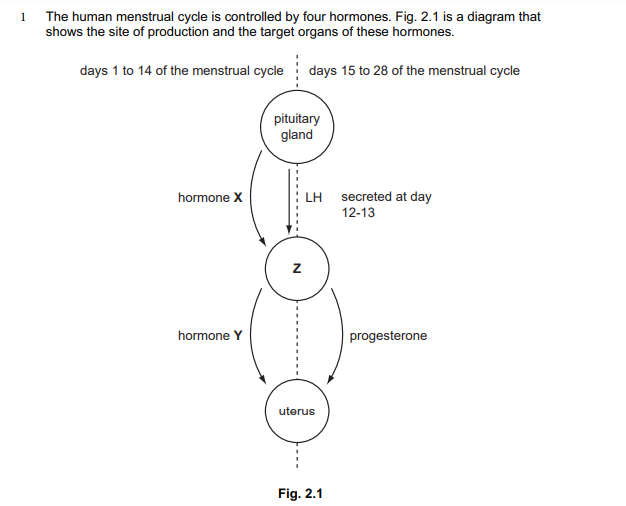 1 The human menstrual cycle is controlled by four hormones. Fig. 2.1 is a diagram that
shows the site of production and the target organs of these hormones.
days 1 to 14 of the menstrual cycle days 15 to 28 of the menstrual cycle
pituitary
gland
hormone X LH secreted at day
12-13
Z
hormone Y progesterone
uterus
Fig. 2.1